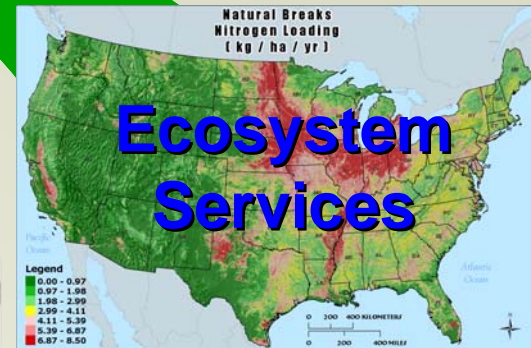 Natural Breaks
Nitrogen Loading
( kg / ha / yr )
Ecosystem
Services
Pacific
Ocean
Atlantic
Ocean
Legend
0.00 - 0.97
0.97 - 1.98
1.98 - 2.99
2.99 - 4.11
4.11 - 5.39
5.39 - 6.87
6.87 - 8.50
0 200 400 KILOMETERS
0 200 400 MILES